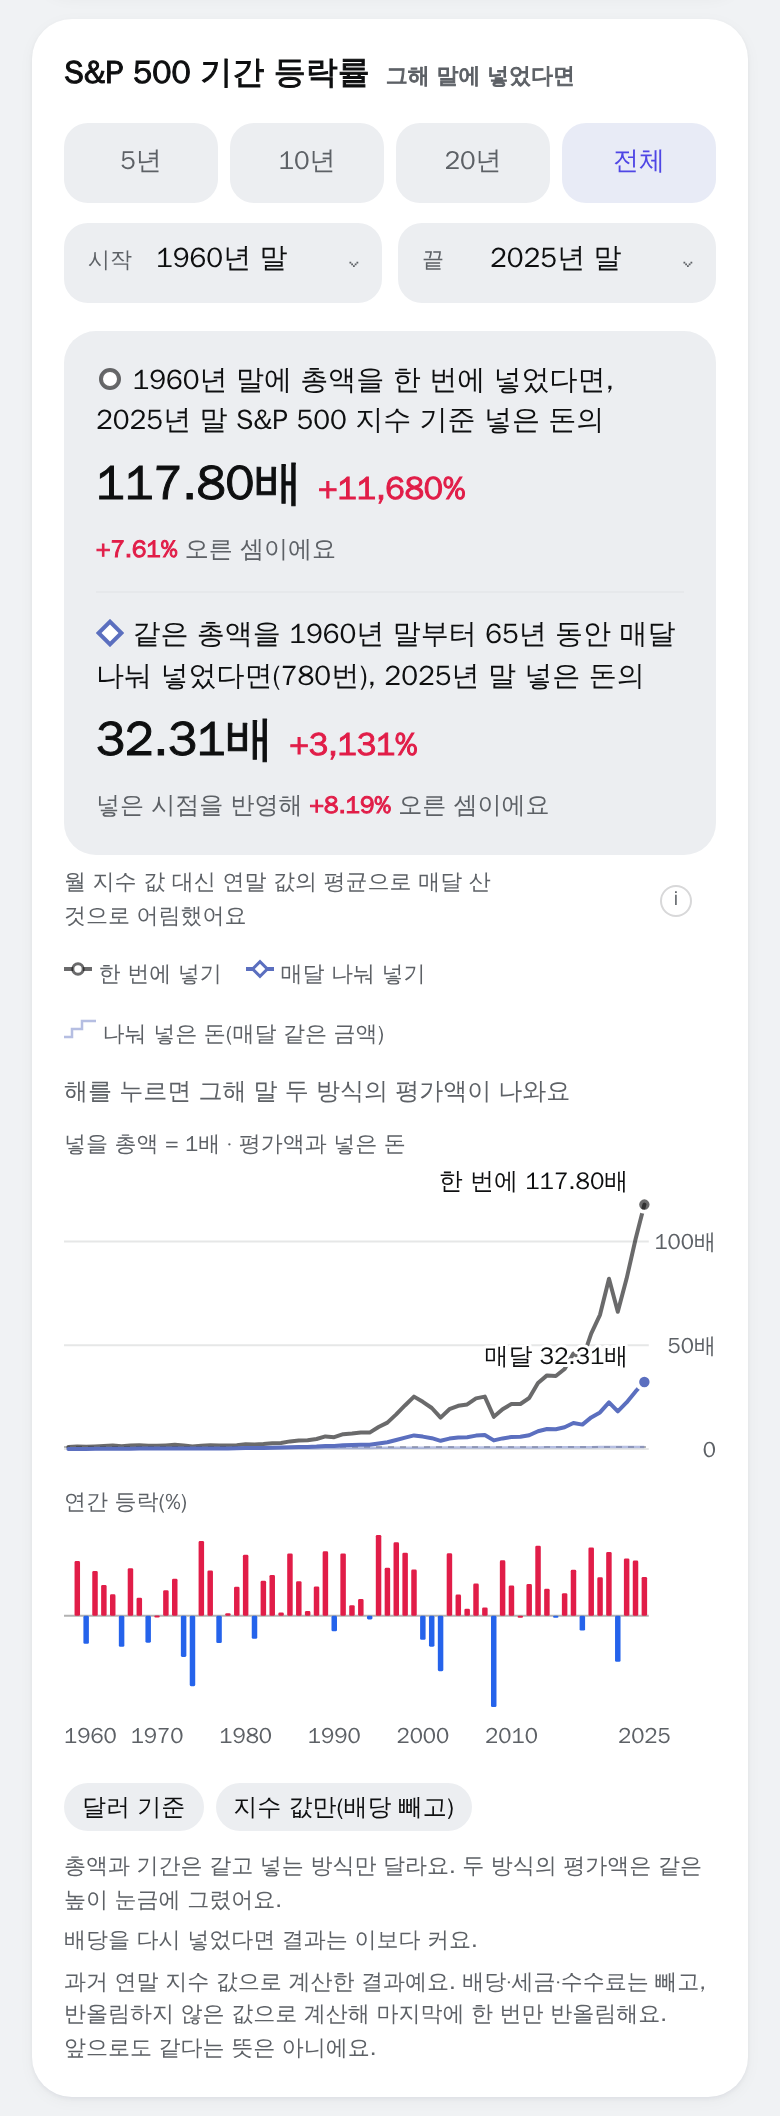 S&P 500 기간 등락률 그해 말에 넣었다면
5년 10년 20년 전체
시작 1960년 말 끝 2025년 말
1960년 말에 총액을 한 번에 넣었다면,
2025년 말 S&P 500 지수 기준 넣은 돈의
117.80배 +11,680%
+7.61% 오른 셈이에요
같은 총액을 1960년 말부터 65년 동안 매달
나눠 넣었다면(780번), 2025년 말 넣은 돈의
32.31배 +3,131%
넣은 시점을 반영해 +8.19% 오른 셈이에요
월 지수 값 대신 연말 값의 평균으로 매달 산
것으로 어림했어요
i
한 번에 넣기 매달 나눠 넣기
나눠 넣은 돈(매달 같은 금액)
해를 누르면 그해 말 두 방식의 평가액이 나와요
넣을 총액 = 1배 · 평가액과 넣은 돈
한 번에 117.80배
100배
50배
매달 32.31배
0
연간 등락(%)
1960 1970 1980 1990 2000 2010 2025
달러 기준 지수 값만(배당 빼고)
총액과 기간은 같고 넣는 방식만 달라요. 두 방식의 평가액은 같은
높이 눈금에 그렸어요.
배당을 다시 넣었다면 결과는 이보다 커요.
과거 연말 지수 값으로 계산한 결과예요. 배당·세금·수수료는 빼고,
반올림하지 않은 값으로 계산해 마지막에 한 번만 반올림해요.
앞으로도 같다는 뜻은 아니에요.